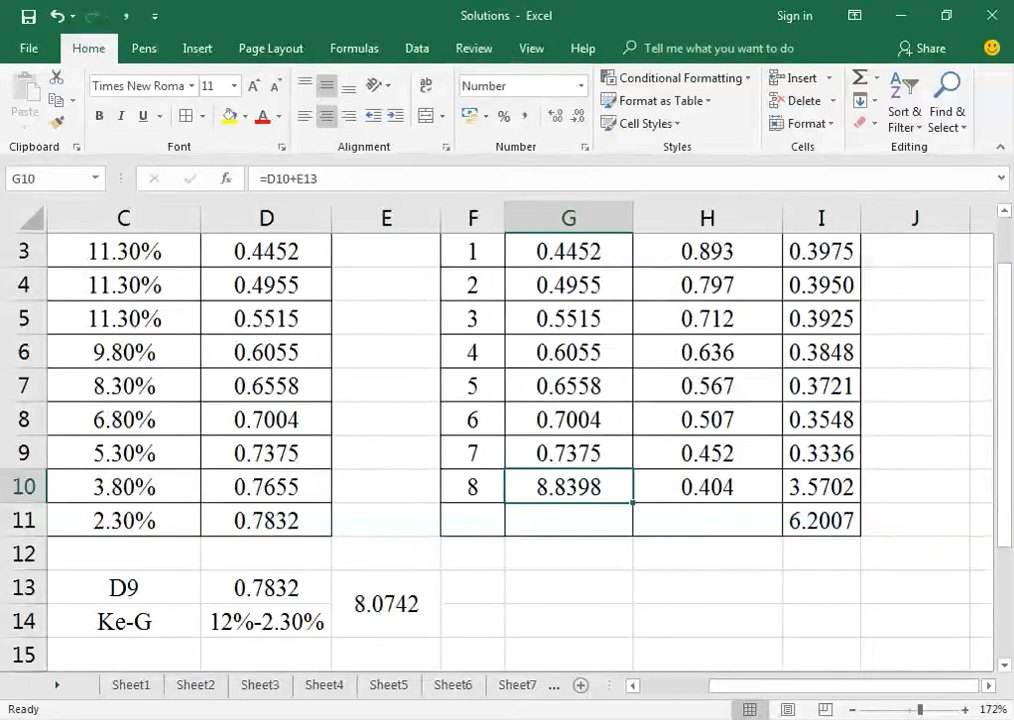 Solutions - Excel
Sign in
File Home Pens Insert Page Layout Formulas Data Review View Help Tell me what you want to do Share
Paste
Times New Roma 11
B I U A
Number
%
Conditional Formatting
Format as Table
Cell Styles
Insert
Delete
Format
Sort & Filter
Find & Select
Clipboard Font Alignment Number Styles Cells Editing
G10 fx =D10+E13
C D E F G H I J
3 11.30% 0.4452 1 0.4452 0.893 0.3975
4 11.30% 0.4955 2 0.4955 0.797 0.3950
5 11.30% 0.5515 3 0.5515 0.712 0.3925
6 9.80% 0.6055 4 0.6055 0.636 0.3848
7 8.30% 0.6558 5 0.6558 0.567 0.3721
8 6.80% 0.7004 6 0.7004 0.507 0.3548
9 5.30% 0.7375 7 0.7375 0.452 0.3336
10 3.80% 0.7655 8 8.8398 0.404 3.5702
11 2.30% 0.7832 6.2007
12
13 D9 0.7832
8.0742
14 Ke-G 12%-2.30%
15
Sheet1 Sheet2 Sheet3 Sheet4 Sheet5 Sheet6 Sheet7 ...
Ready 172%